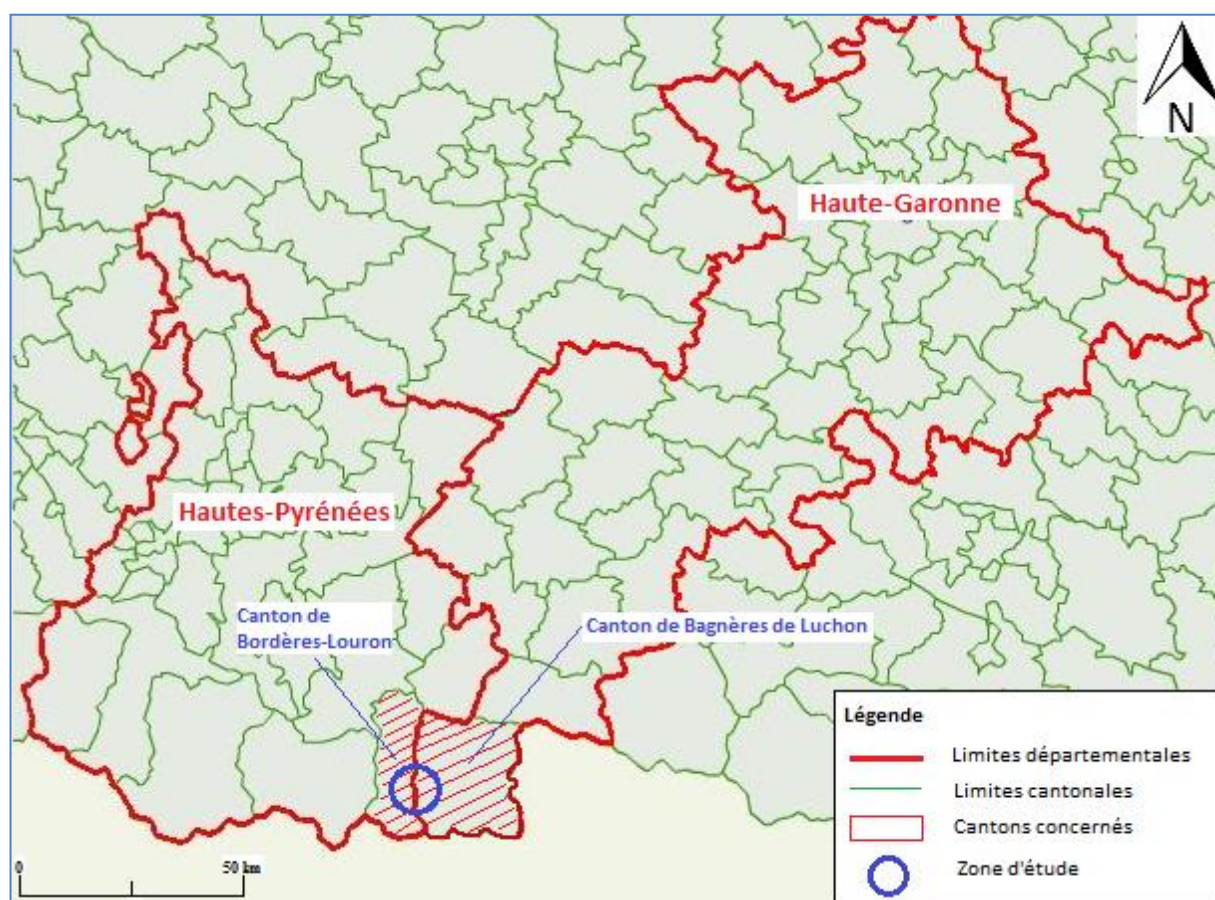 N
Haute-Garonne
Hautes-Pyrénées
Canton de
Bordères-Louron
Canton de Bagnères de Luchon
Légende
Limites départementales
Limites cantonales
Cantons concernés
Zone d'étude
0
50 km